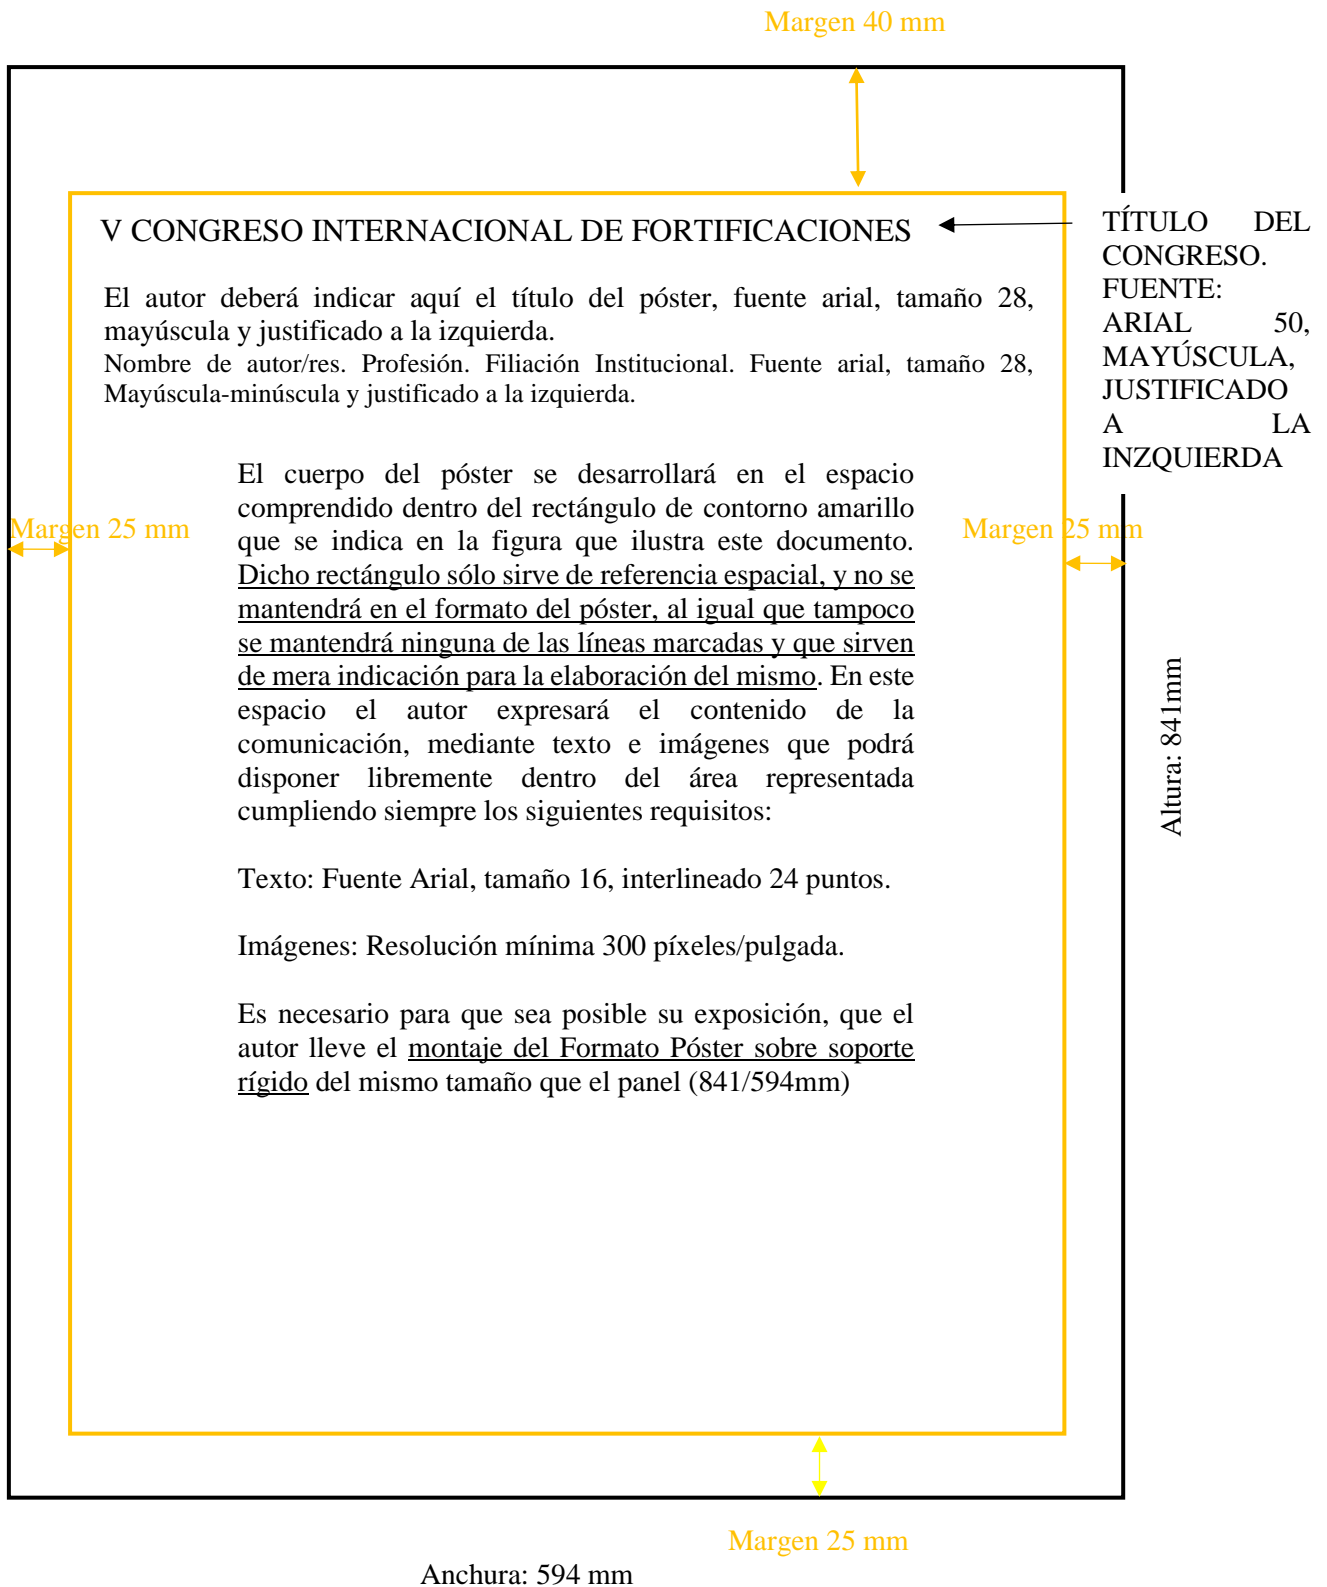 Margen 40 mm
V CONGRESO INTERNACIONAL DE FORTIFICACIONES
TÍTULO DEL
CONGRESO.
FUENTE:
ARIAL 50,
MAYÚSCULA,
JUSTIFICADO
A LA
INZQUIERDA
El autor deberá indicar aquí el título del póster, fuente arial, tamaño 28,
mayúscula y justificado a la izquierda.
Nombre de autor/res. Profesión. Filiación Institucional. Fuente arial, tamaño 28,
Mayúscula-minúscula y justificado a la izquierda.
El cuerpo del póster se desarrollará en el espacio
comprendido dentro del rectángulo de contorno amarillo
que se indica en la figura que ilustra este documento.
Dicho rectángulo sólo sirve de referencia espacial, y no se
mantendrá en el formato del póster, al igual que tampoco
se mantendrá ninguna de las líneas marcadas y que sirven
de mera indicación para la elaboración del mismo. En este
espacio el autor expresará el contenido de la
comunicación, mediante texto e imágenes que podrá
disponer libremente dentro del área representada
cumpliendo siempre los siguientes requisitos:
Margen 25 mm
Margen 25 mm
Altura: 841mm
Texto: Fuente Arial, tamaño 16, interlineado 24 puntos.
Imágenes: Resolución mínima 300 píxeles/pulgada.
Es necesario para que sea posible su exposición, que el
autor lleve el montaje del Formato Póster sobre soporte
rígido del mismo tamaño que el panel (841/594mm)
Margen 25 mm
Anchura: 594 mm